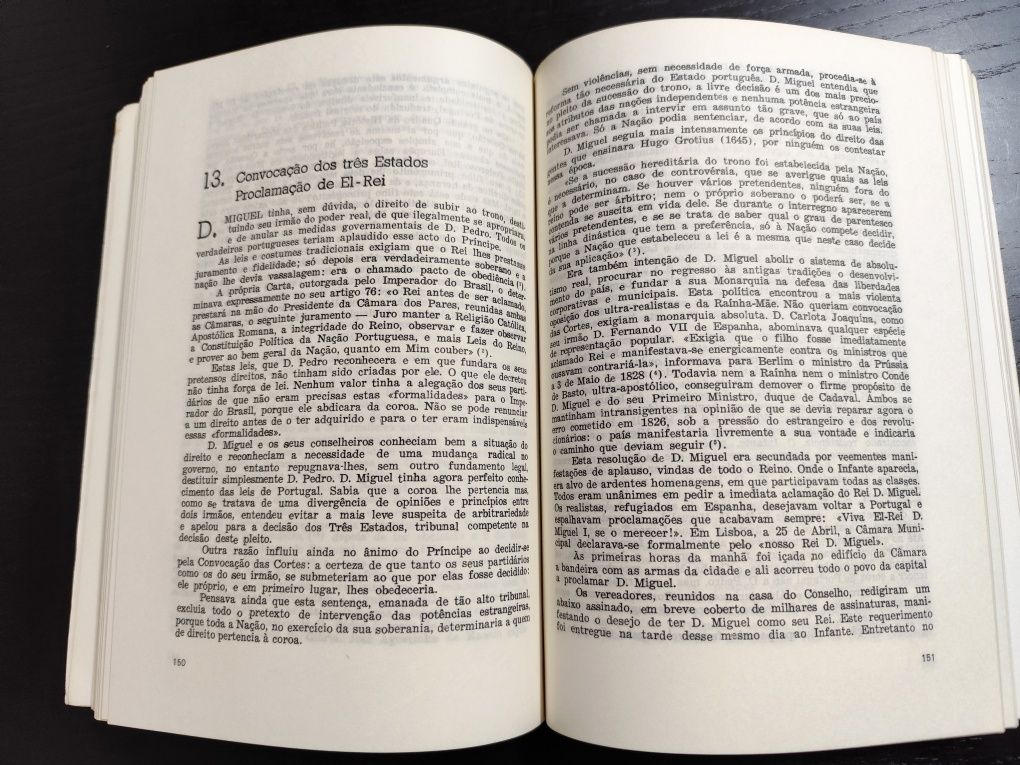 13. Convocação dos três Estados
Proclamação de El-Rei
D. MIGUEL tinha, sem dúvida, o direito de subir ao trono, desti-
tuindo seu irmão do poder real, de que ilegalmente se apropriara,
e de anular as medidas governamentais de D. Pedro. Todos os
verdadeiros portugueses teriam aplaudido esse acto do Príncipe.
As leis e costumes tradicionais exigiam que o Rei lhes prestasse
juramento e fidelidade; só depois era verdadeiramente soberano e a
nação lhe devia vassalagem: era o chamado pacto de obediência (¹).
A própria Carta, outorgada pelo Imperador do Brasil, o deter-
minava expressamente no seu artigo 76: «o Rei antes de ser aclamado,
prestará na mão do Presidente da Câmara dos Pares, reunidas ambas
as Câmaras, o seguinte juramento — Juro manter a Religião Católica,
Apostólica Romana, a integridade do Reino, observar e fazer observar
a Constituição Política da Nação Portuguesa, e mais Leis do Reino,
e prover ao bem geral da Nação, quanto em Mim couber» (²).
Estas leis, que D. Pedro reconhecera e em que fundara os seus
pretensos direitos, não tinham sido criadas por ele. O que ele decretou
não tinha força de lei. Nenhum valor tinha a alegação dos seus parti-
dários de que não eram precisas estas «formalidades» para o Impe-
rador do Brasil, porque ele abdicara da coroa. Não se pode renunciar
a um direito antes de o ter adquirido e para o ter eram indispensáveis
essas «formalidades».
D. Miguel e os seus conselheiros conheciam bem a situação do
direito e reconheciam a necessidade de uma mudança radical no
governo, no entanto repugnava-lhes, sem outro fundamento legal,
destituir simplesmente D. Pedro. D. Miguel tinha agora perfeito conhe-
cimento das leis de Portugal. Sabia que a coroa lhe pertencia mas,
como se tratava de uma divergência de opiniões e princípios entre
dois irmãos, entendeu evitar a mais leve suspeita de arbitrariedade
e apelou para a decisão dos Três Estados, tribunal competente na
decisão deste pleito.
Outra razão influiu ainda no ânimo do Príncipe ao decidir-se
pela Convocação das Cortes: a certeza de que tanto os seus partidários
como os do seu irmão, se submeteriam ao que por elas fosse decidido:
ele próprio, e em primeiro lugar, lhes obedeceria.
Pensava ainda que esta sentença, emanada de tão alto tribunal,
excluia todo o pretexto de intervenção das potências estrangeiras,
porque toda a Nação, no exercício da sua soberania, determinaria a quem
de direito pertencia à coroa.
150
Sem violências, sem necessidade de força armada, procedia-se à
reforma tão necessária do Estado português. D. Miguel entendia que
no pleito da sucessão do trono, a livre decisão é um dos mais precio-
sos atributos das nações independentes e nenhuma potência estrangeira
podia ser chamada a intervir em assunto tão grave, que só ao país
interessava. Só a Nação podia sentenciar, de acordo com as suas leis.
D. Miguel seguia mais intensamente os princípios do direito das
gentes que ensinara Hugo Grotius (1645), por ninguém os contestar
nessa época.
«Se a sucessão hereditária do trono foi estabelecida pela Nação,
é necessário, no caso de controvérsia, que se averigue quais as leis
que a determinam. Se houver vários pretendentes, ninguém fora do
reino pode ser árbitro; nem o próprio soberano o poderá ser, se a
contenda se suscita em vida dele. Se durante o interregno aparecerem
vários pretendentes, e se se trata de saber qual o grau de parentesco
na linha dinástica que tem a preferência, só à Nação compete decidir,
porque a Nação que estabeleceu a lei é a mesma que neste caso decide
da sua aplicação» (³).
Era também intenção de D. Miguel abolir o sistema de absolu-
tismo real, procurar no regresso às antigas tradições o desenvolvi-
mento do país, e fundar a sua Monarquia na defesa das liberdades
corporativas e municipais. Esta política encontrou a mais violenta
oposição dos ultra-realistas e da Raínha-Mãe. Não queriam convocação
das Cortes, exigiam a monarquia absoluta. D. Carlota Joaquina, como
seu irmão D. Fernando VII de Espanha, abominava qualquer espécie
de representação popular. «Exigia que o filho fosse imediatamente
aclamado Rei e manifestava-se energicamente contra os ministros que
ousavam contrariá-la», informava para Berlim o ministro da Prússia
a 3 de Maio de 1828 (⁴). Todavia nem a Raínha nem o ministro Conde
de Basto, ultra-apostólico, conseguiram demover o firme propósito de
D. Miguel e do seu Primeiro Ministro, duque de Cadaval. Ambos se
mantinham intransigentes na opinião de que se devia reparar agora o
erro cometido em 1826, sob a pressão do estrangeiro e dos revolu-
cionários: o país manifestaria livremente a sua vontade e indicaria
o caminho que deviam seguir (⁵).
Esta resolução de D. Miguel era secundada por veementes mani-
festações de aplauso, vindas de todo o Reino. Onde o Infante aparecia,
era alvo de ardentes homenagens, em que participavam todas as classes.
Todos eram unânimes em pedir a imediata aclamação do Rei D. Miguel.
Os realistas, refugiados em Espanha, desejavam voltar a Portugal e
espalhavam proclamações que acabavam sempre: «Viva El-Rei D.
Miguel I, se o merecer!». Em Lisboa, a 25 de Abril, a Câmara Muni-
cipal declarava-se formalmente pelo «nosso Rei D. Miguel».
Às primeiras horas da manhã foi içada no edifício da Câmara
a bandeira com as armas da cidade e ali acorreu todo o povo da capital
a proclamar D. Miguel.
Os vereadores, reunidos na casa do Conselho, redigiram um
abaixo assinado, em breve coberto de milhares de assinaturas, mani-
festando o desejo de ter D. Miguel como seu Rei. Este requerimento
foi entregue na tarde desse mesmo dia ao Infante. Entretanto no
151